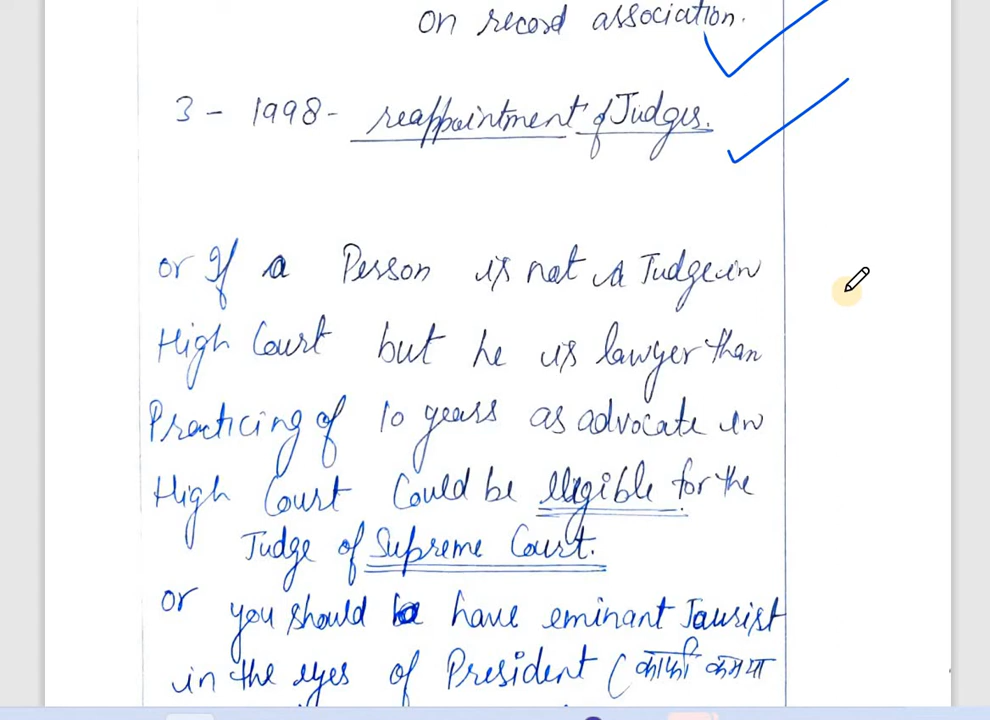 on record association.
3 - 1998 - reappointment of Judges.
or If a Person is not a Judge in
High Court but he is lawyer than
Practicing of 10 years as advocate in
High Court Could be elligible for the
Judge of Supreme Court.
or you should have eminant Jaurist
in the eyes of President ( काफी